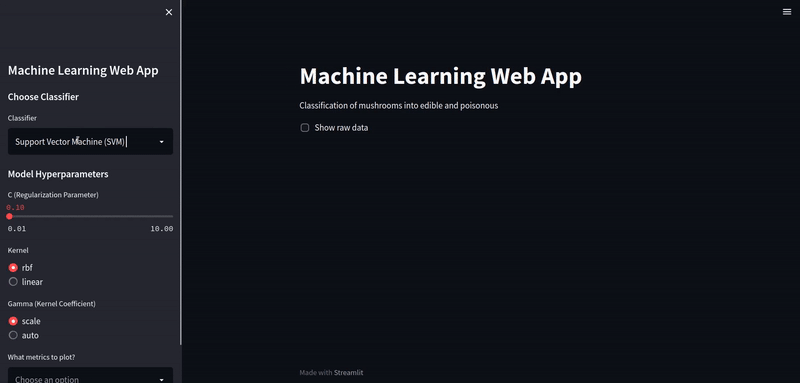 Machine Learning Web App
Choose Classifier
Classifier
Support Vector Machine (SVM)
Model Hyperparameters
C (Regularization Parameter)
0.10
0.01 10.00
Kernel
rbf
linear
Gamma (Kernel Coefficient)
scale
auto
What metrics to plot?
Choose an option
Machine Learning Web App
Classification of mushrooms into edible and poisonous
Show raw data
Made with Streamlit